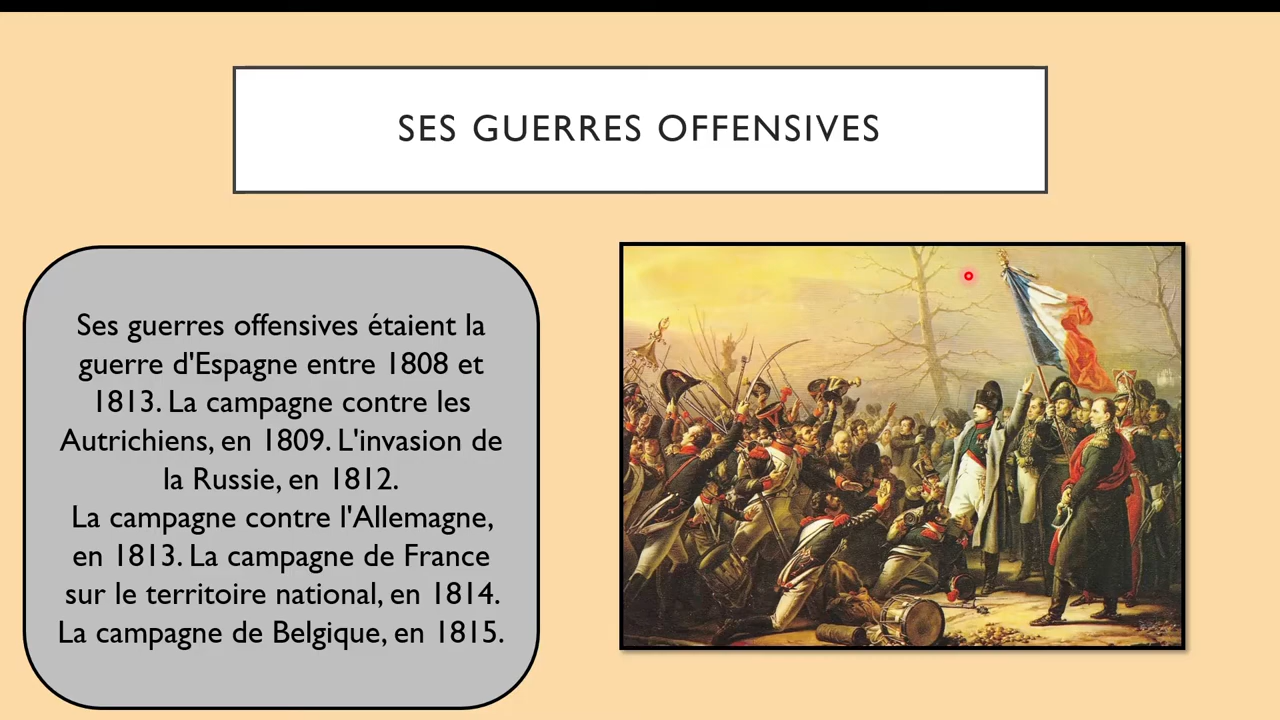 SES GUERRES OFFENSIVES
Ses guerres offensives étaient la
guerre d'Espagne entre 1808 et
1813. La campagne contre les
Autrichiens, en 1809. L'invasion de
la Russie, en 1812.
La campagne contre l'Allemagne,
en 1813. La campagne de France
sur le territoire national, en 1814.
La campagne de Belgique, en 1815.